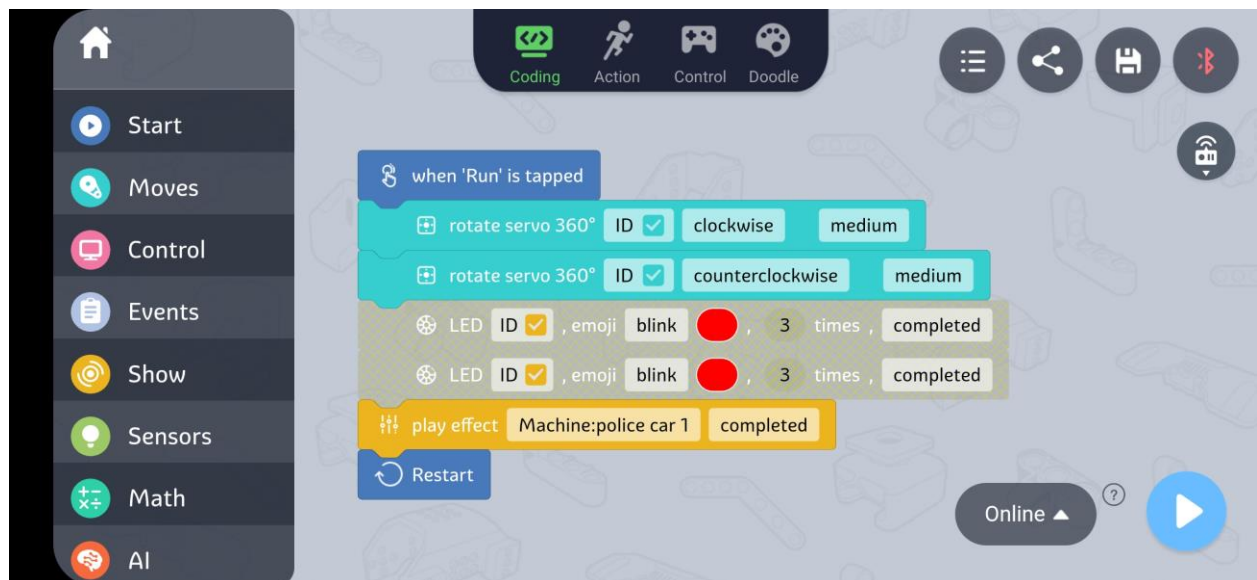 Coding Action Control Doodle
Start
Moves
Control
Events
Show
Sensors
Math
AI
when 'Run' is tapped
rotate servo 360° ID clockwise medium
rotate servo 360° ID counterclockwise medium
LED ID , emoji blink , 3 times , completed
LED ID , emoji blink , 3 times , completed
play effect Machine:police car 1 completed
Restart
Online
?